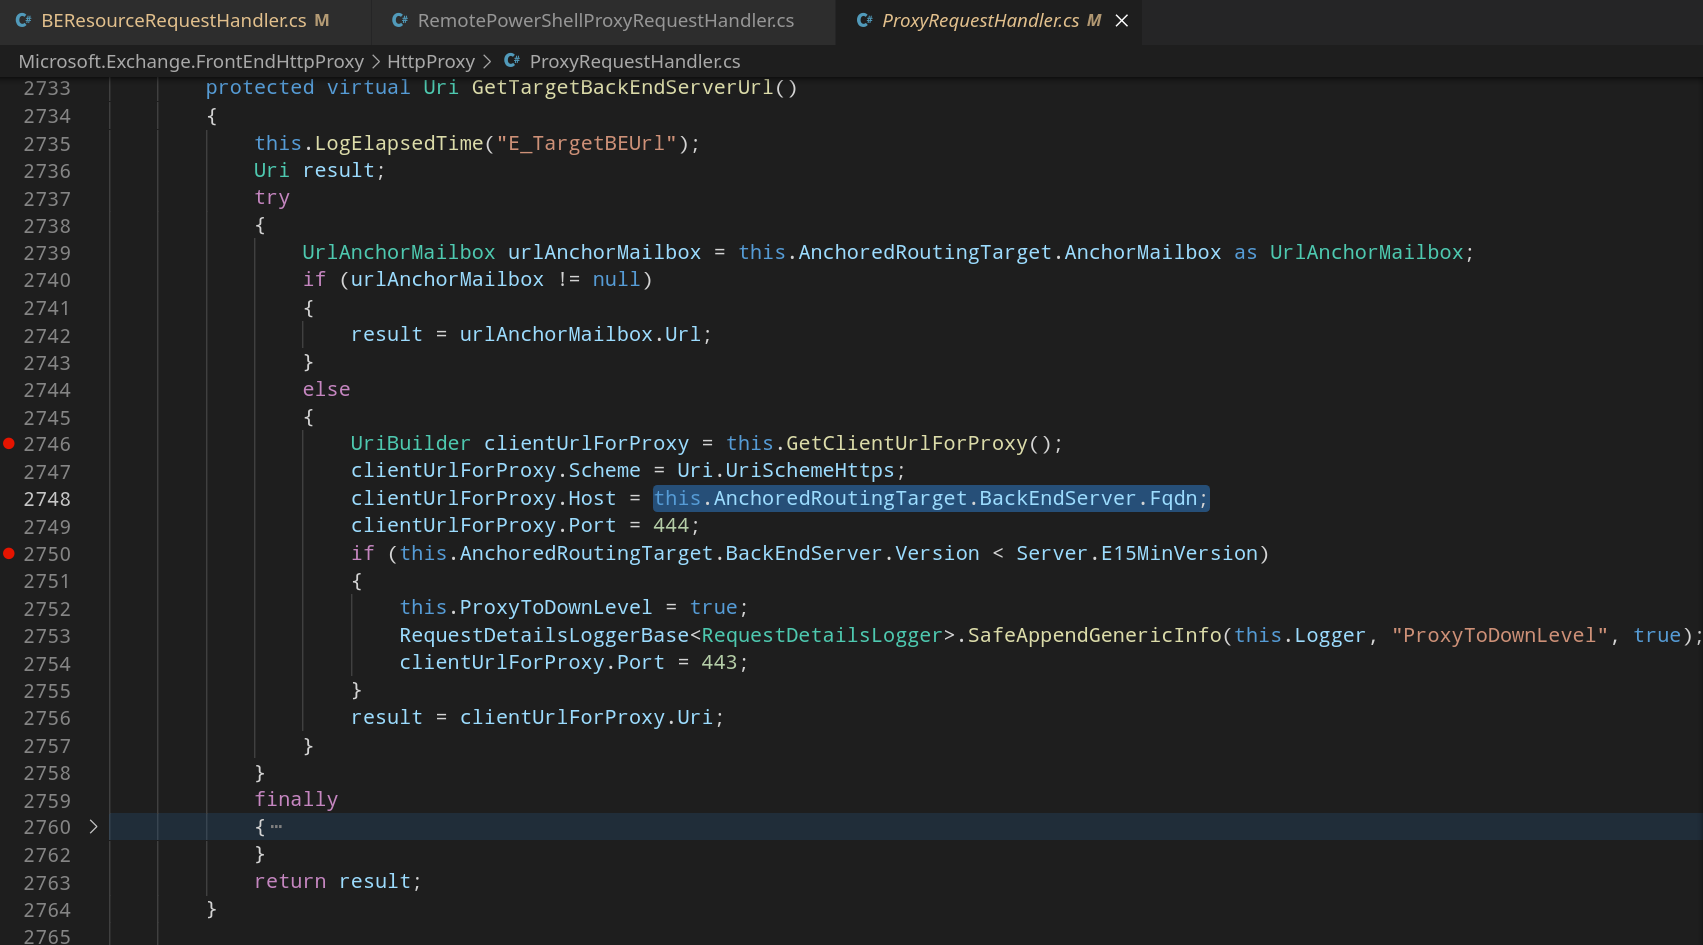 BEResourceRequestHandler.cs M RemotePowerShellProxyRequestHandler.cs ProxyRequestHandler.cs M
Microsoft.Exchange.FrontEndHttpProxy > HttpProxy > ProxyRequestHandler.cs
2733 protected virtual Uri GetTargetBackEndServerUrl()
2734 {
2735 this.LogElapsedTime("E_TargetBEUrl");
2736 Uri result;
2737 try
2738 {
2739 UrlAnchorMailbox urlAnchorMailbox = this.AnchoredRoutingTarget.AnchorMailbox as UrlAnchorMailbox;
2740 if (urlAnchorMailbox != null)
2741 {
2742 result = urlAnchorMailbox.Url;
2743 }
2744 else
2745 {
2746 UriBuilder clientUrlForProxy = this.GetClientUrlForProxy();
2747 clientUrlForProxy.Scheme = Uri.UriSchemeHttps;
2748 clientUrlForProxy.Host = this.AnchoredRoutingTarget.BackEndServer.Fqdn;
2749 clientUrlForProxy.Port = 444;
2750 if (this.AnchoredRoutingTarget.BackEndServer.Version < Server.E15MinVersion)
2751 {
2752 this.ProxyToDownLevel = true;
2753 RequestDetailsLoggerBase<RequestDetailsLogger>.SafeAppendGenericInfo(this.Logger, "ProxyToDownLevel", true);
2754 clientUrlForProxy.Port = 443;
2755 }
2756 result = clientUrlForProxy.Uri;
2757 }
2758 }
2759 finally
2760 { ⋯
2762 }
2763 return result;
2764 }
2765